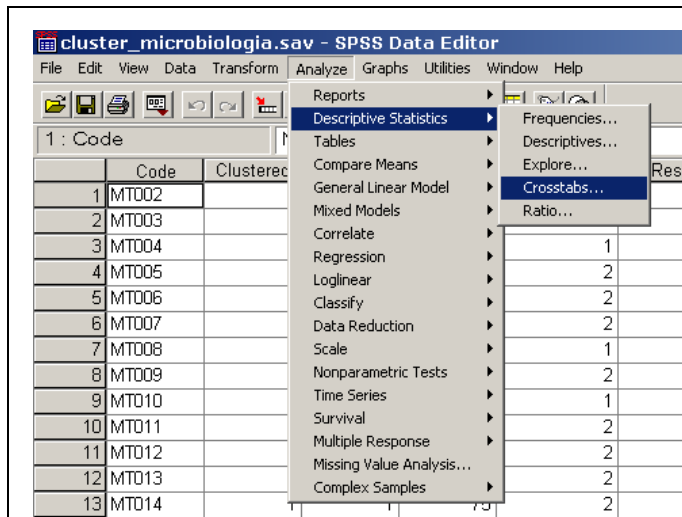 cluster_microbiologia.sav - SPSS Data Editor
File Edit View Data Transform Analyze Graphs Utilities Window Help
1 : Code
Code Clustered Res
Reports
Descriptive Statistics
Tables
Compare Means
General Linear Model
Mixed Models
Correlate
Regression
Loglinear
Classify
Data Reduction
Scale
Nonparametric Tests
Time Series
Survival
Multiple Response
Missing Value Analysis...
Complex Samples
Frequencies...
Descriptives...
Explore...
Crosstabs...
Ratio...
1 MT002
2 MT003
3 MT004 1
4 MT005 2
5 MT006 2
6 MT007 2
7 MT008 1
8 MT009 2
9 MT010 1
10 MT011 2
11 MT012 2
12 MT013 2
13 MT014 2